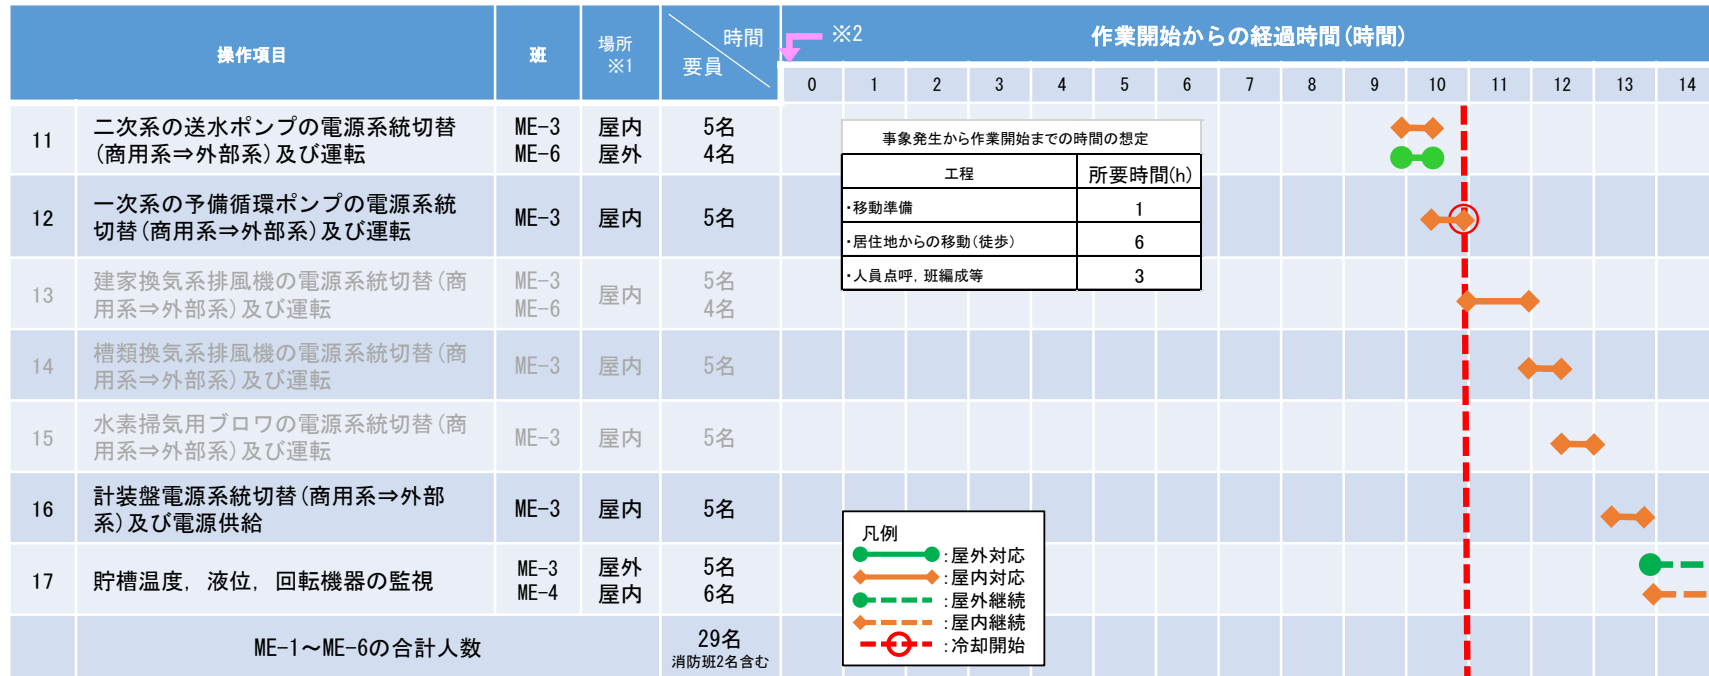 操作項目
班
場所
※1
時間
要員
※2
作業開始からの経過時間(時間)
0 1 2 3 4 5 6 7 8 9 10 11 12 13 14
11
二次系の送水ポンプの電源系統切替
(商用系⇒外部系)及び運転
ME-3
ME-6
屋内
屋外
5名
4名
12
一次系の予備循環ポンプの電源系統
切替(商用系⇒外部系)及び運転
ME-3
屋内
5名
13
建家換気系排風機の電源系統切替(商
用系⇒外部系)及び運転
ME-3
ME-6
屋内
5名
4名
14
槽類換気系排風機の電源系統切替(商
用系⇒外部系)及び運転
ME-3
屋内
5名
15
水素掃気用ブロワの電源系統切替(商
用系⇒外部系)及び運転
ME-3
屋内
5名
16
計装盤電源系統切替(商用系⇒外部
系)及び電源供給
ME-3
屋内
5名
17
貯槽温度，液位，回転機器の監視
ME-3
ME-4
屋外
屋内
5名
6名
ME-1～ME-6の合計人数
29名
消防班2名含む
事象発生から作業開始までの時間の想定
工程 所要時間(h)
・移動準備 1
・居住地からの移動(徒歩) 6
・人員点呼，班編成等 3
凡例
:屋外対応
:屋内対応
:屋外継続
:屋内継続
:冷却開始